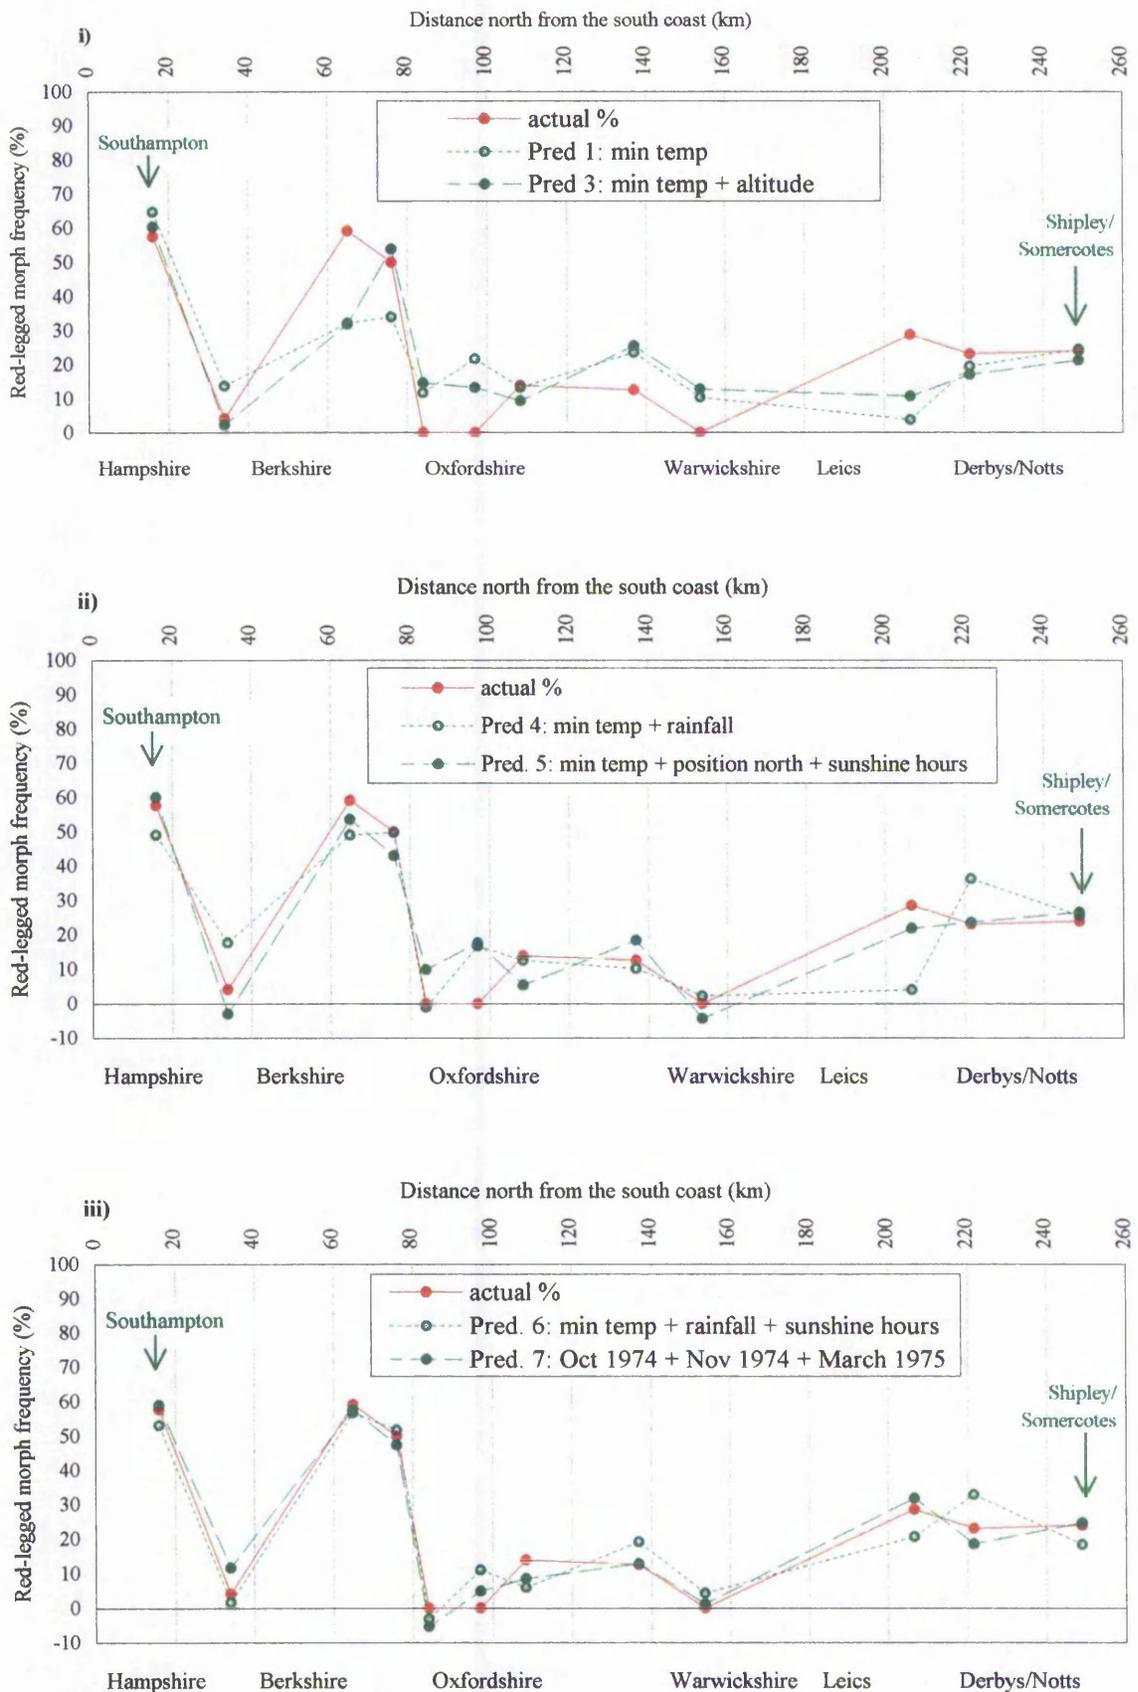 Distance north from the south coast (km)
i)
0 20 40 60 80 100 120 140 160 180 200 220 240 260
100
90
80
70
60
50
40
30
20
10
0
Red-legged morph frequency (%)
Southampton
actual %
Pred 1: min temp
Pred 3: min temp + altitude
Shipley/
Somercotes
Hampshire Berkshire Oxfordshire Warwickshire Leics Derbys/Notts
Distance north from the south coast (km)
ii)
0 20 40 60 80 100 120 140 160 180 200 220 240 260
100
90
80
70
60
50
40
30
20
10
0
-10
Red-legged morph frequency (%)
Southampton
actual %
Pred 4: min temp + rainfall
Pred. 5: min temp + position north + sunshine hours
Shipley/
Somercotes
Hampshire Berkshire Oxfordshire Warwickshire Leics Derbys/Notts
Distance north from the south coast (km)
iii)
0 20 40 60 80 100 120 140 160 180 200 220 240 260
100
90
80
70
60
50
40
30
20
10
0
-10
Red-legged morph frequency (%)
Southampton
actual %
Pred. 6: min temp + rainfall + sunshine hours
Pred. 7: Oct 1974 + Nov 1974 + March 1975
Shipley/
Somercotes
Hampshire Berkshire Oxfordshire Warwickshire Leics Derbys/Notts